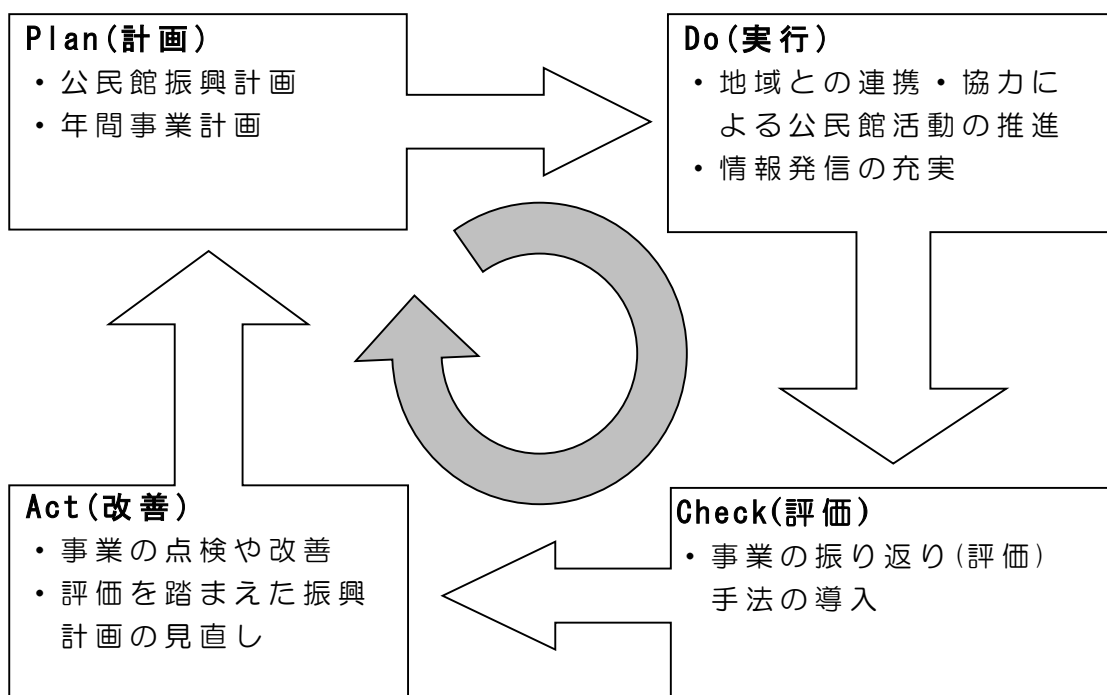 Plan(計画)
・公民館振興計画
・年間事業計画
Do(実行)
・地域との連携・協力に
よる公民館活動の推進
・情報発信の充実
Act(改善)
・事業の点検や改善
・評価を踏まえた振興
計画の見直し
Check(評価)
・事業の振り返り(評価)
手法の導入